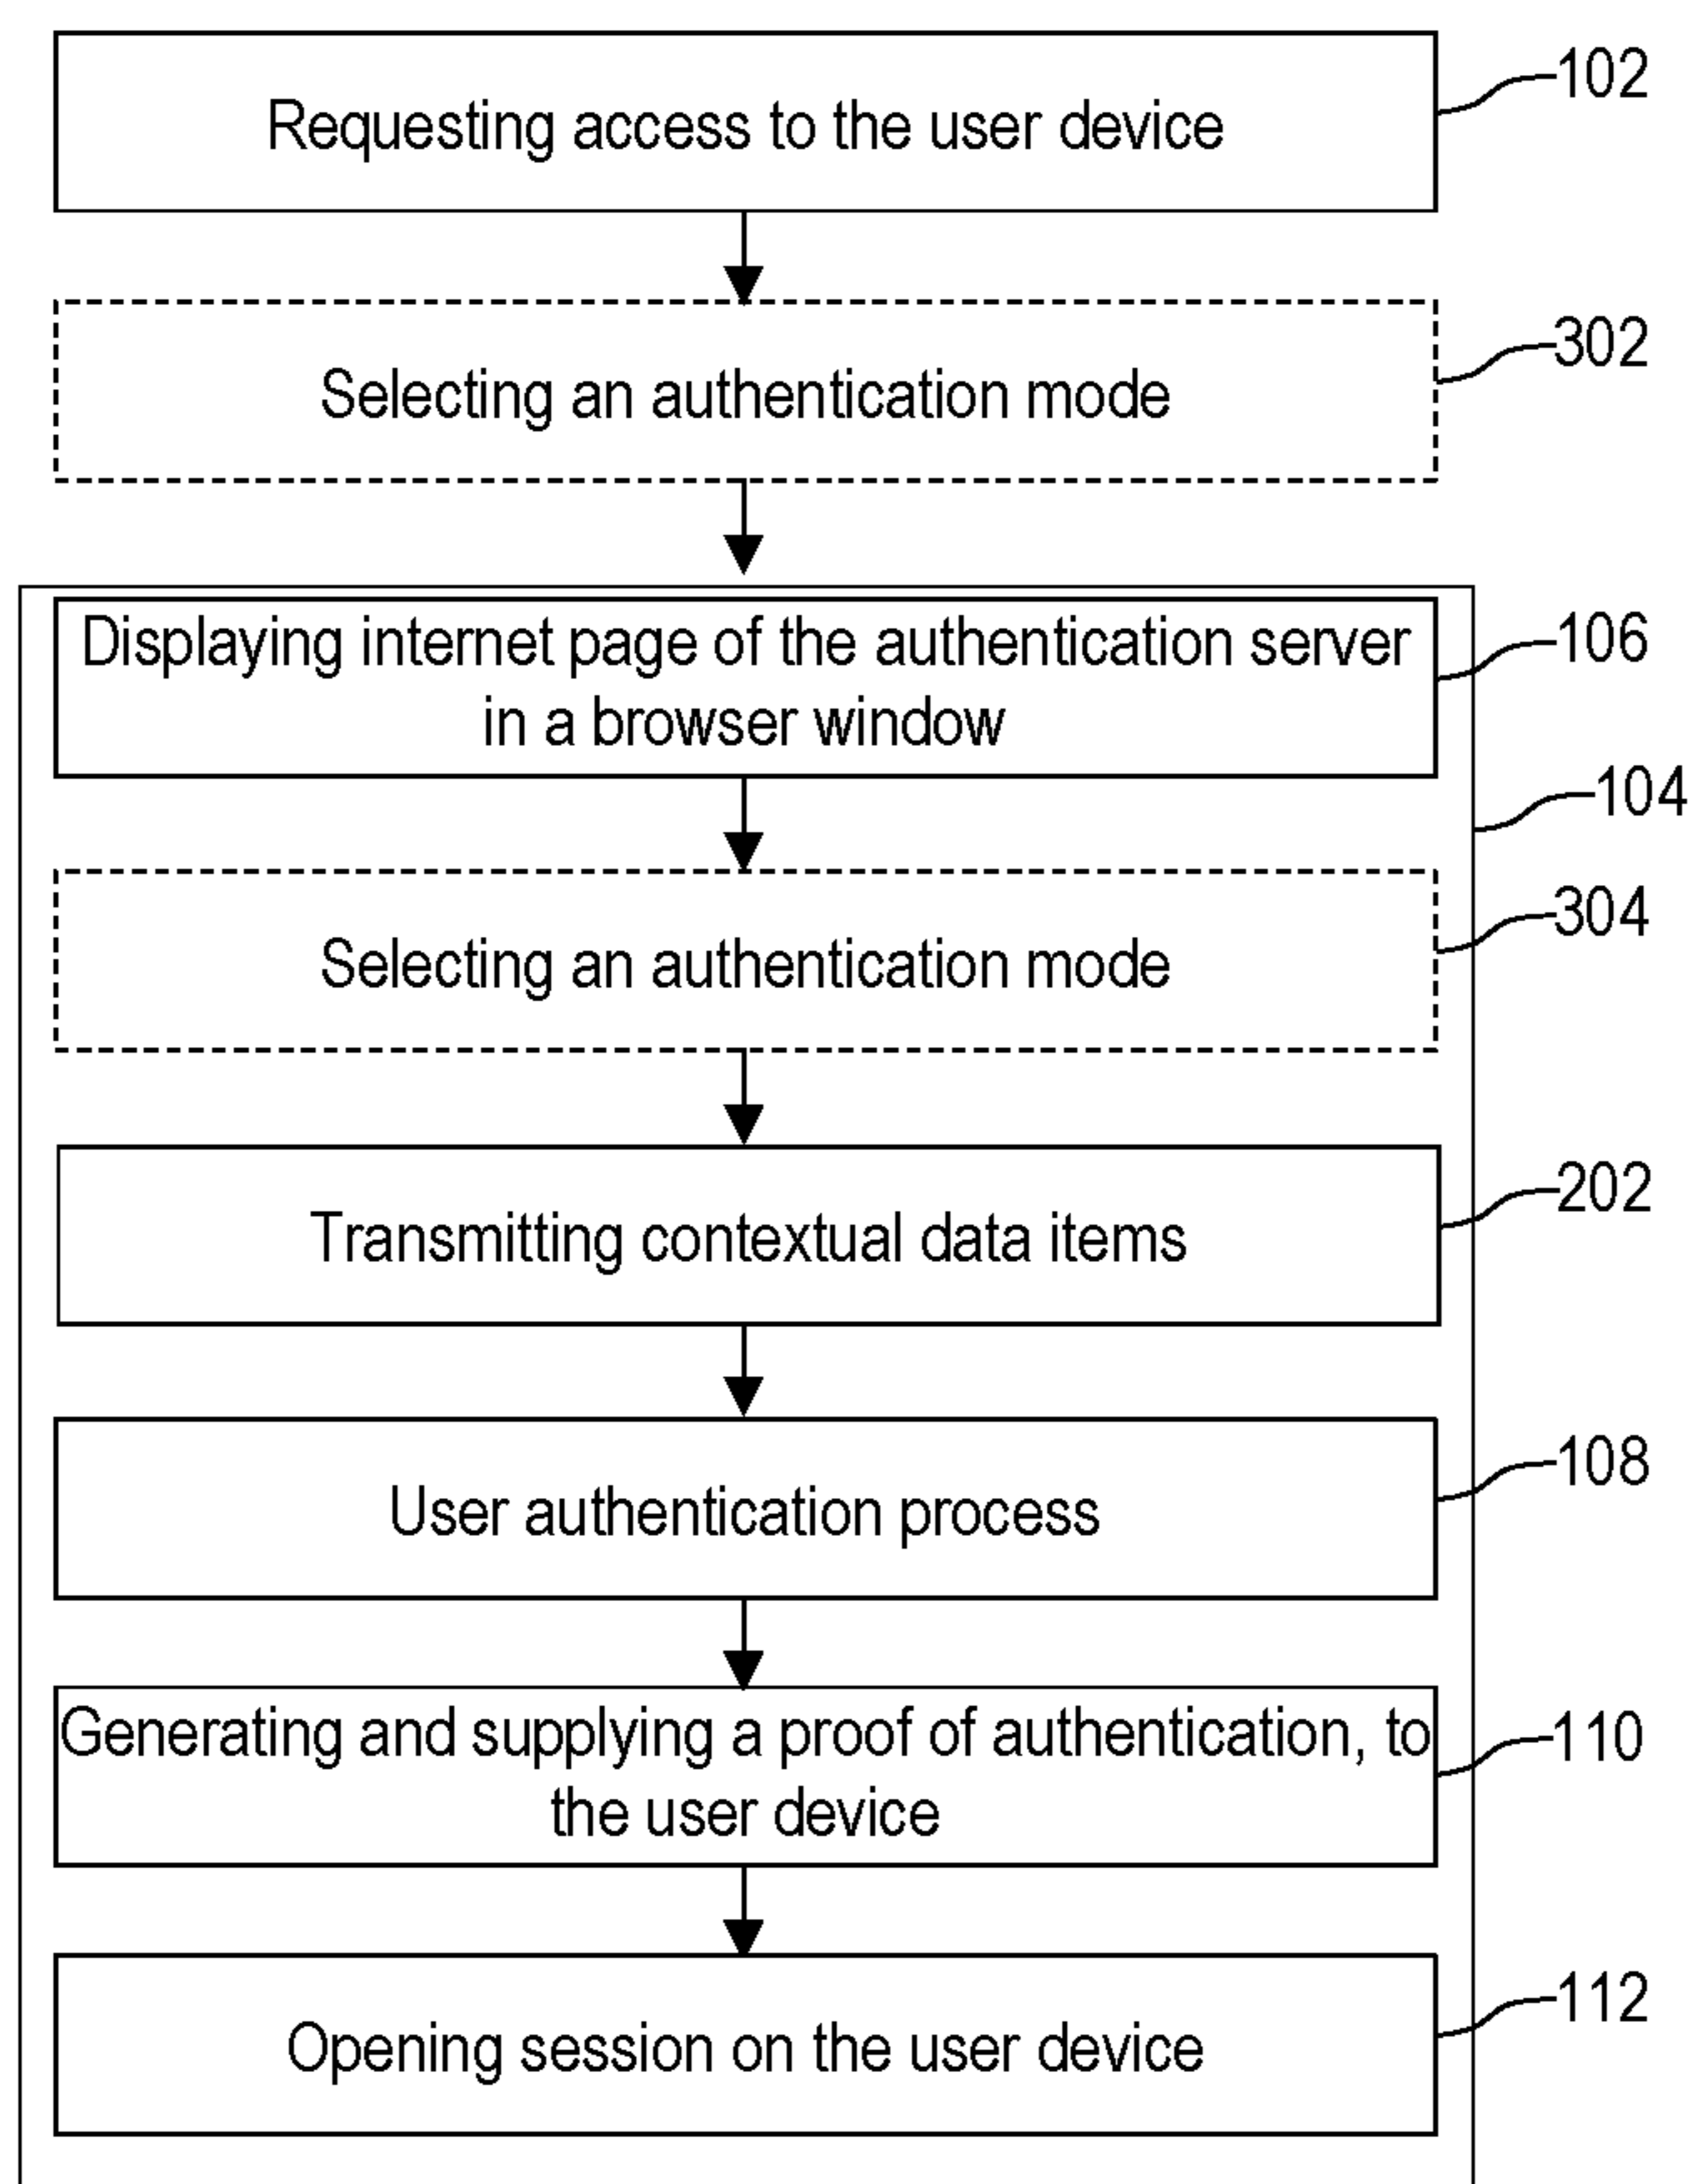 Requesting access to the user device
102
Selecting an authentication mode
302
Displaying internet page of the authentication server
in a browser window
106
104
Selecting an authentication mode
304
Transmitting contextual data items
202
User authentication process
108
Generating and supplying a proof of authentication, to
the user device
110
Opening session on the user device
112